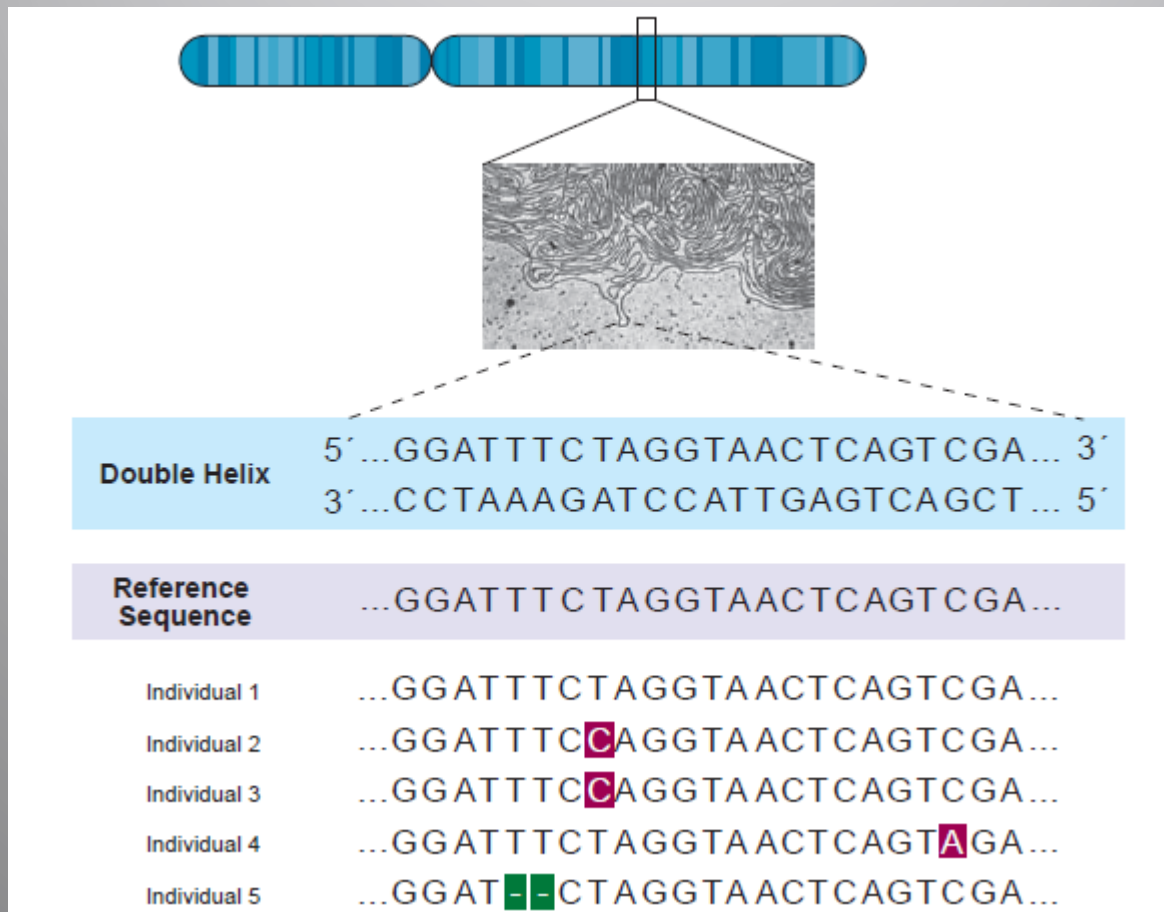 5´...GGATTTCTAGGTAACTCAGTCGA... 3´
Double Helix
3´...CCTAAAGATCCATTGAGTCAGCT... 5´
Reference
Sequence
...GGATTTCTAGGTAACTCAGTCGA...
Individual 1 ...GGATTTCTAGGTAACTCAGTCGA...
Individual 2 ...GGATTTCCAGGTAACTCAGTCGA...
Individual 3 ...GGATTTCCAGGTAACTCAGTCGA...
Individual 4 ...GGATTTCTAGGTAACTCAGTAGA...
Individual 5 ...GGAT--CTAGGTAACTCAGTCGA...